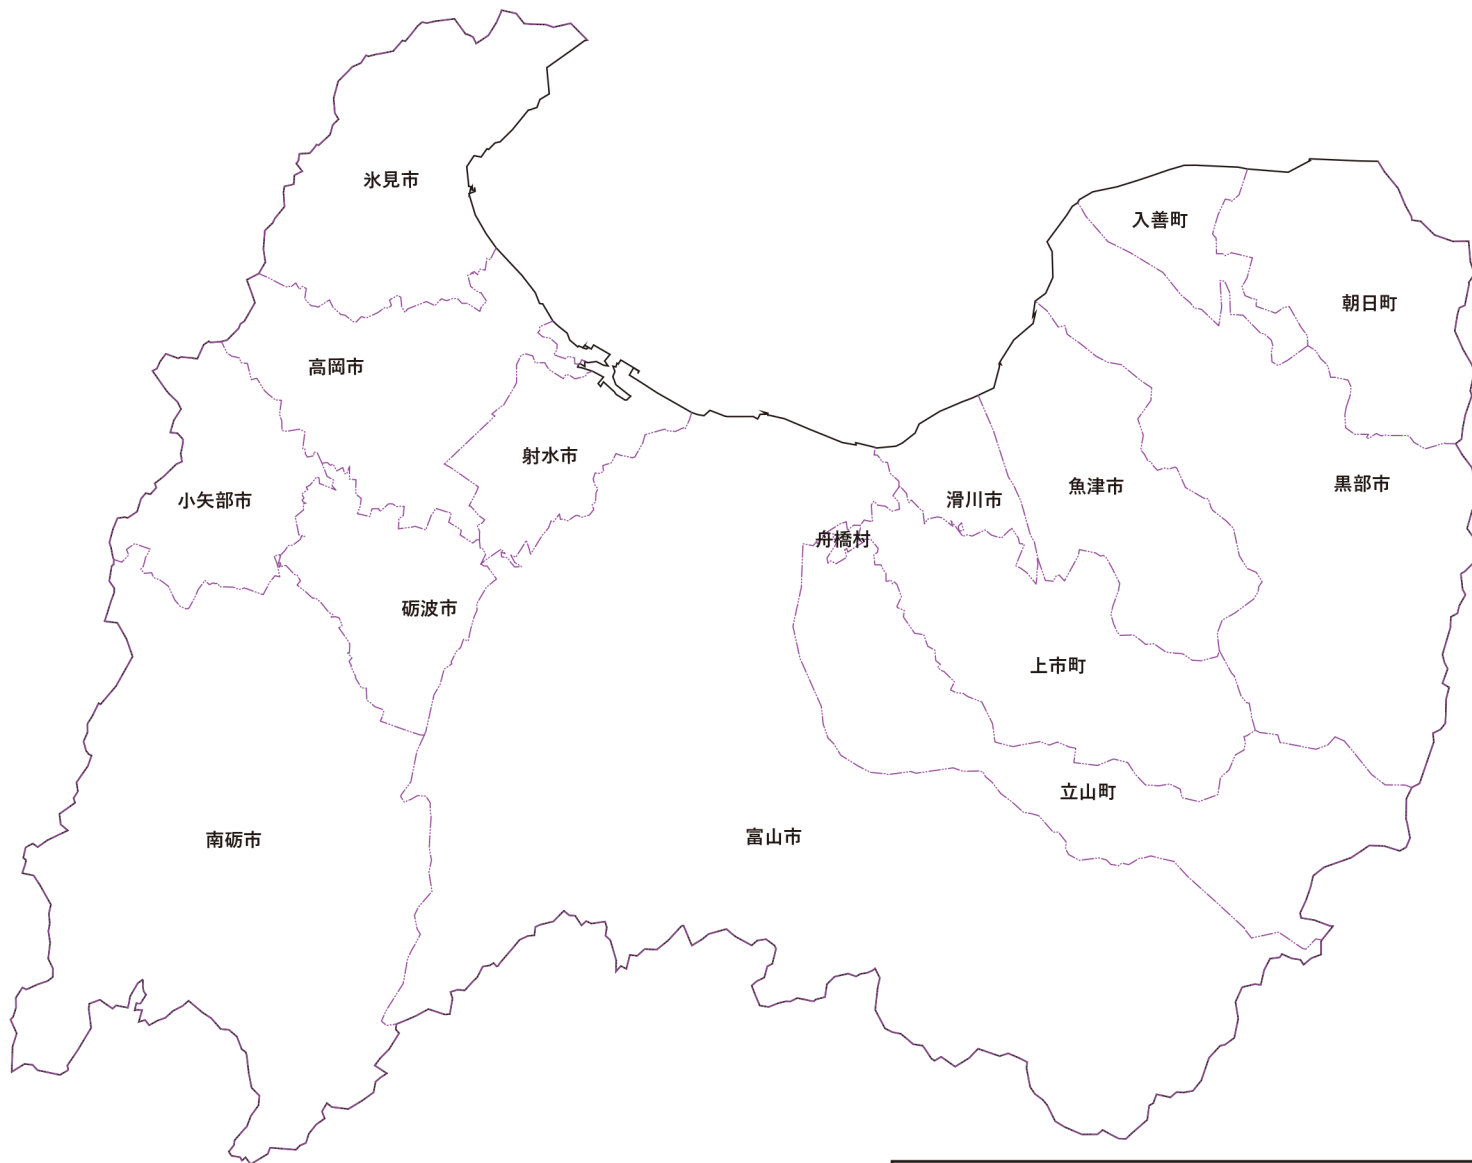 氷見市
入善町
朝日町
高岡市
射水市
黒部市
魚津市
小矢部市
滑川市
舟橋村
砺波市
上市町
立山町
富山市
南砺市